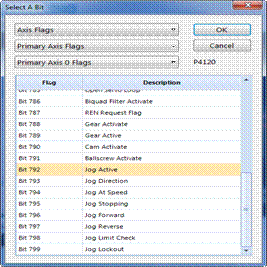 Select A Bit
Axis Flags
OK
Primary Axis Flags
Cancel
Primary Axis 0 Flags
P4120
Flag Description
Bit 785 Open Servo Loop
Bit 786 Biquad Filter Activate
Bit 787 REN Request Flag
Bit 788 Gear Activate
Bit 789 Gear Active
Bit 790 Cam Activate
Bit 791 Ballscrew Activate
Bit 792 Jog Active
Bit 793 Jog Direction
Bit 794 Jog At Speed
Bit 795 Jog Stopping
Bit 796 Jog Forward
Bit 797 Jog Reverse
Bit 798 Jog Limit Check
Bit 799 Jog Lockout